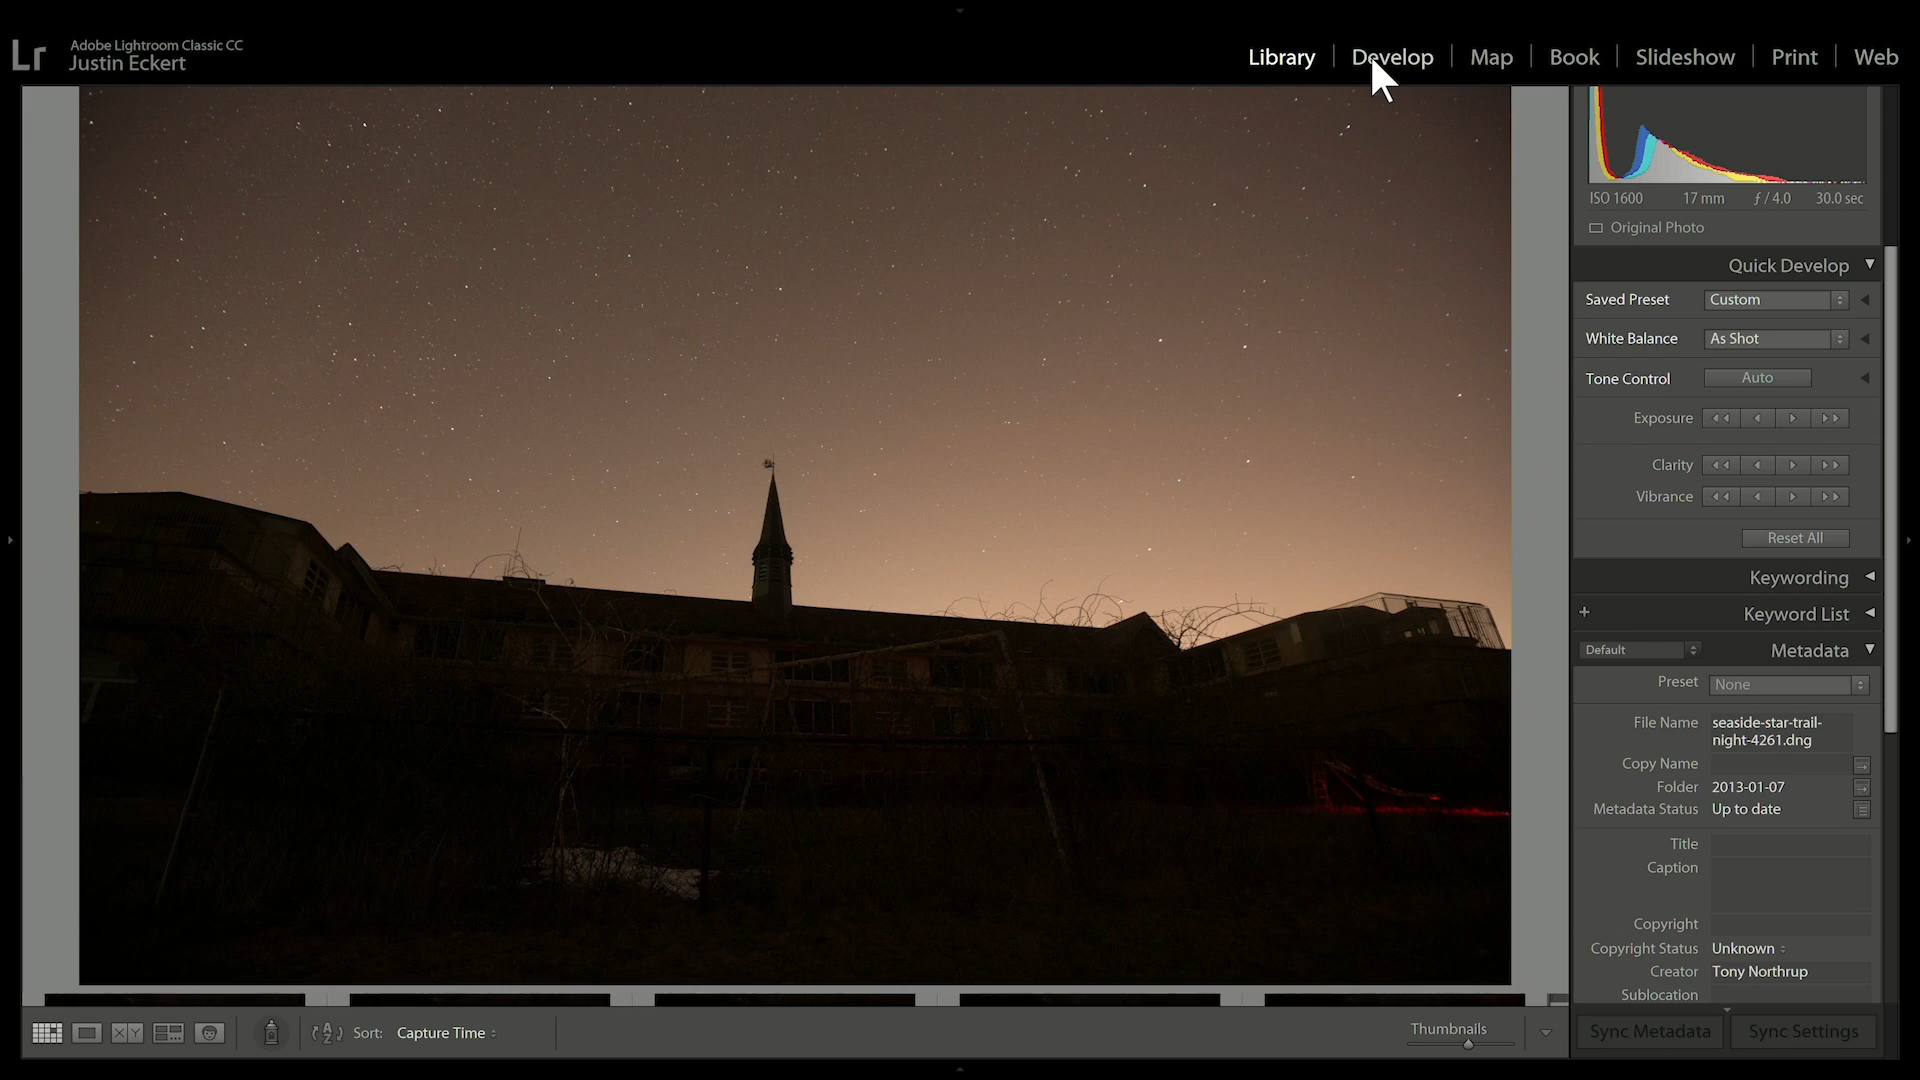 Lr
Adobe Lightroom Classic CC
Justin Eckert
Library Develop Map Book Slideshow Print Web
ISO 1600 17 mm ƒ / 4.0 30.0 sec
Original Photo
Quick Develop
Saved Preset Custom
White Balance As Shot
Tone Control Auto
Exposure
Clarity
Vibrance
Reset All
Keywording
+ Keyword List
Default Metadata
Preset None
File Name seaside-star-trail-
night-4261.dng
Copy Name
Folder 2013-01-07
Metadata Status Up to date
Title
Caption
Copyright
Copyright Status Unknown
Creator Tony Northrup
Sublocation
XY AZ Sort: Capture Time Thumbnails Sync Metadata Sync Settings